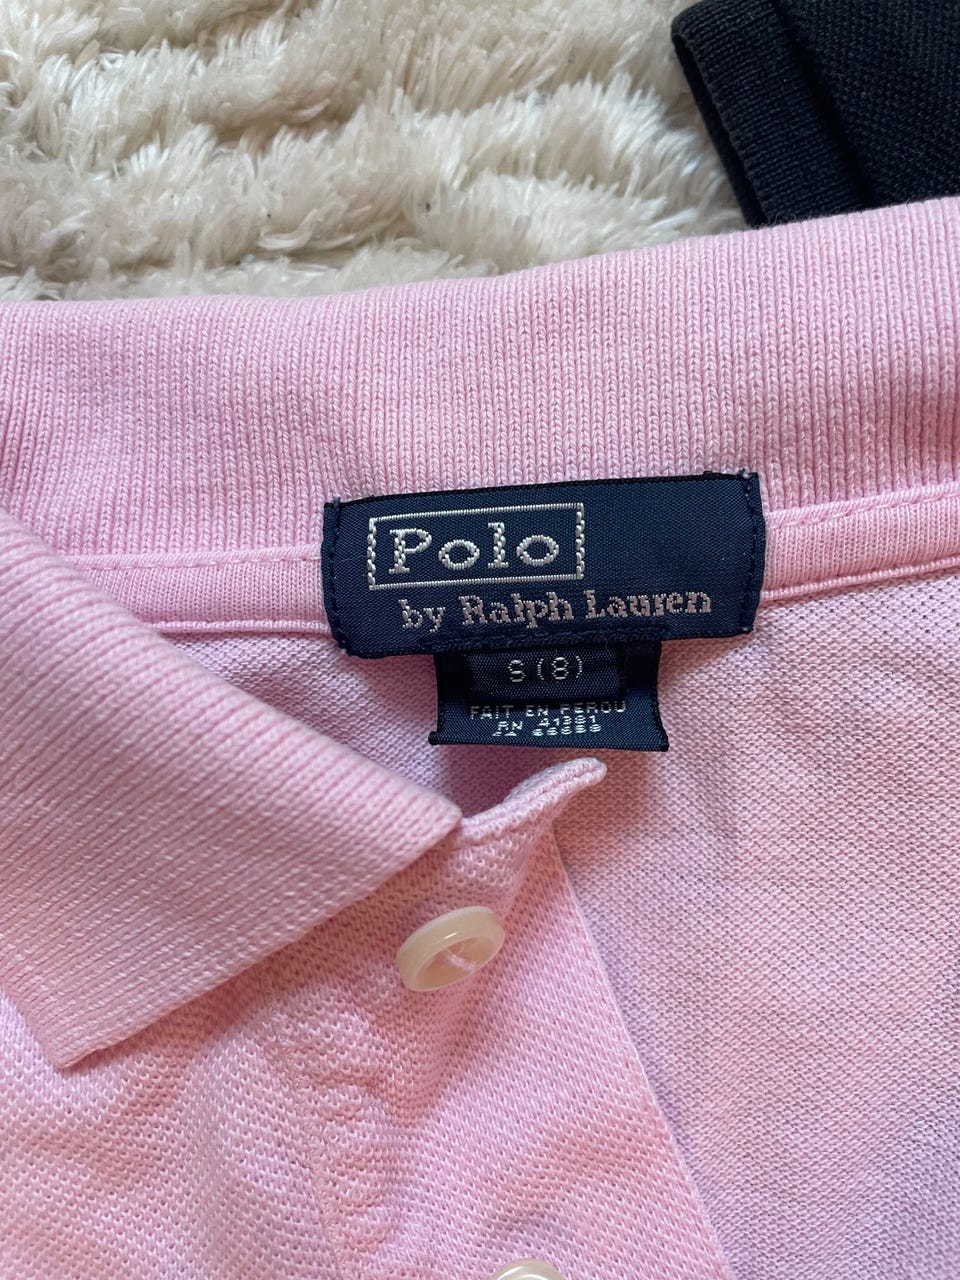 Polo
by Ralph Lauren
S (8)
FAIT EN PEROU
RN 41381